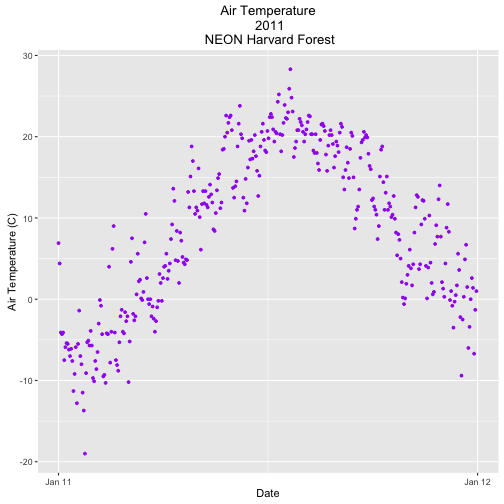 Air Temperature
2011
NEON Harvard Forest
Air Temperature (C)
30
20
10
0
-10
-20
Jan 11
Jan 12
Date